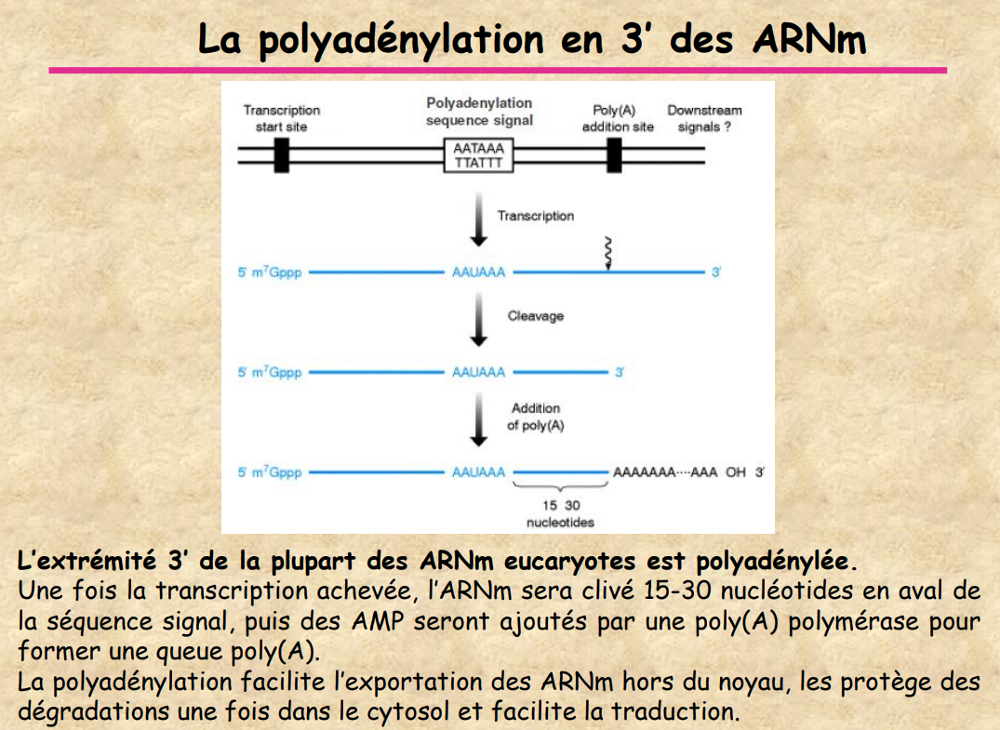 La polyadénylation en 3’ des ARNm
Transcription
start site
Polyadenylation
sequence signal
Poly(A)
addition site
Downstream
signals ?
AATAAA
TTATTT
Transcription
5' m⁷Gppp AAUAAA 3'
Cleavage
5' m⁷Gppp AAUAAA 3'
Addition
of poly(A)
5' m⁷Gppp AAUAAA AAAAAAA····AAA OH 3'
15 30
nucleotides
L’extrémité 3’ de la plupart des ARNm eucaryotes est polyadénylée.
Une fois la transcription achevée, l’ARNm sera clivé 15-30 nucléotides en aval de
la séquence signal, puis des AMP seront ajoutés par une poly(A) polymérase pour
former une queue poly(A).
La polyadénylation facilite l’exportation des ARNm hors du noyau, les protège des
dégradations une fois dans le cytosol et facilite la traduction.